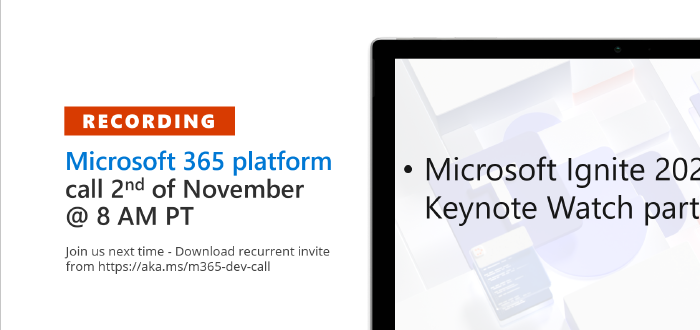 RECORDING
Microsoft 365 platform
call 2nd of November
@ 8 AM PT
Join us next time - Download recurrent invite
from https://aka.ms/m365-dev-call
• Microsoft Ignite 202
Keynote Watch part